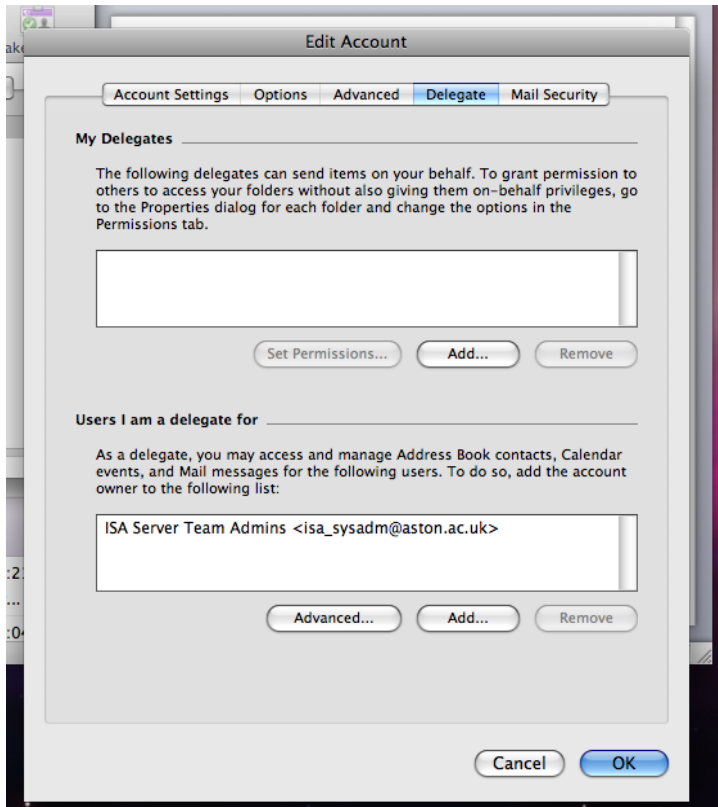 ake
Edit Account
Account Settings Options Advanced Delegate Mail Security
My Delegates
The following delegates can send items on your behalf. To grant permission to
others to access your folders without also giving them on-behalf privileges, go
to the Properties dialog for each folder and change the options in the
Permissions tab.
Set Permissions... Add... Remove
Users I am a delegate for
As a delegate, you may access and manage Address Book contacts, Calendar
events, and Mail messages for the following users. To do so, add the account
owner to the following list:
ISA Server Team Admins <isa_sysadm@aston.ac.uk>
:2
...
Advanced... Add... Remove
:04
Cancel OK